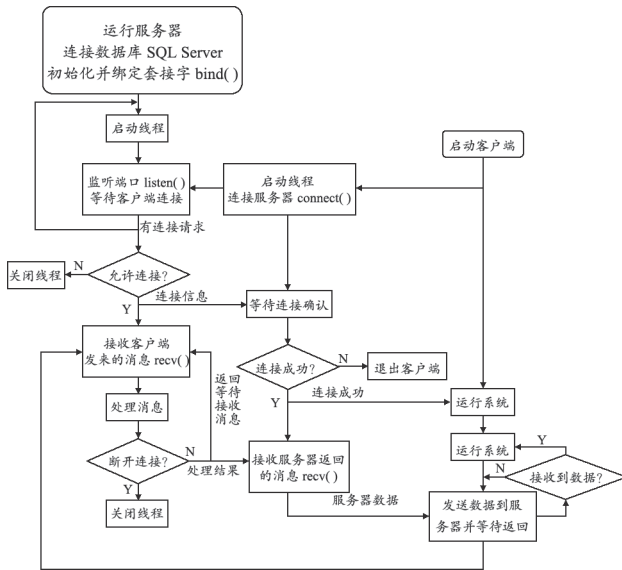 运行服务器
连接数据库 SQL Server
初始化并绑定套接字 bind( )
启动线程
启动客户端
监听端口 listen( )
等待客户端连接
启动线程
连接服务器 connect( )
有连接请求
允许连接?
N
关闭线程
Y
连接信息
等待连接确认
接收客户端
发来的消息 recv( )
返回
等待
接收
消息
连接成功?
N
退出客户端
Y
连接成功
运行系统
处理消息
断开连接?
N
处理结果
Y
关闭线程
接收服务器返回
的消息 recv( )
服务器数据
运行系统
Y
N
接收到数据?
发送数据到服
务器并等待返回